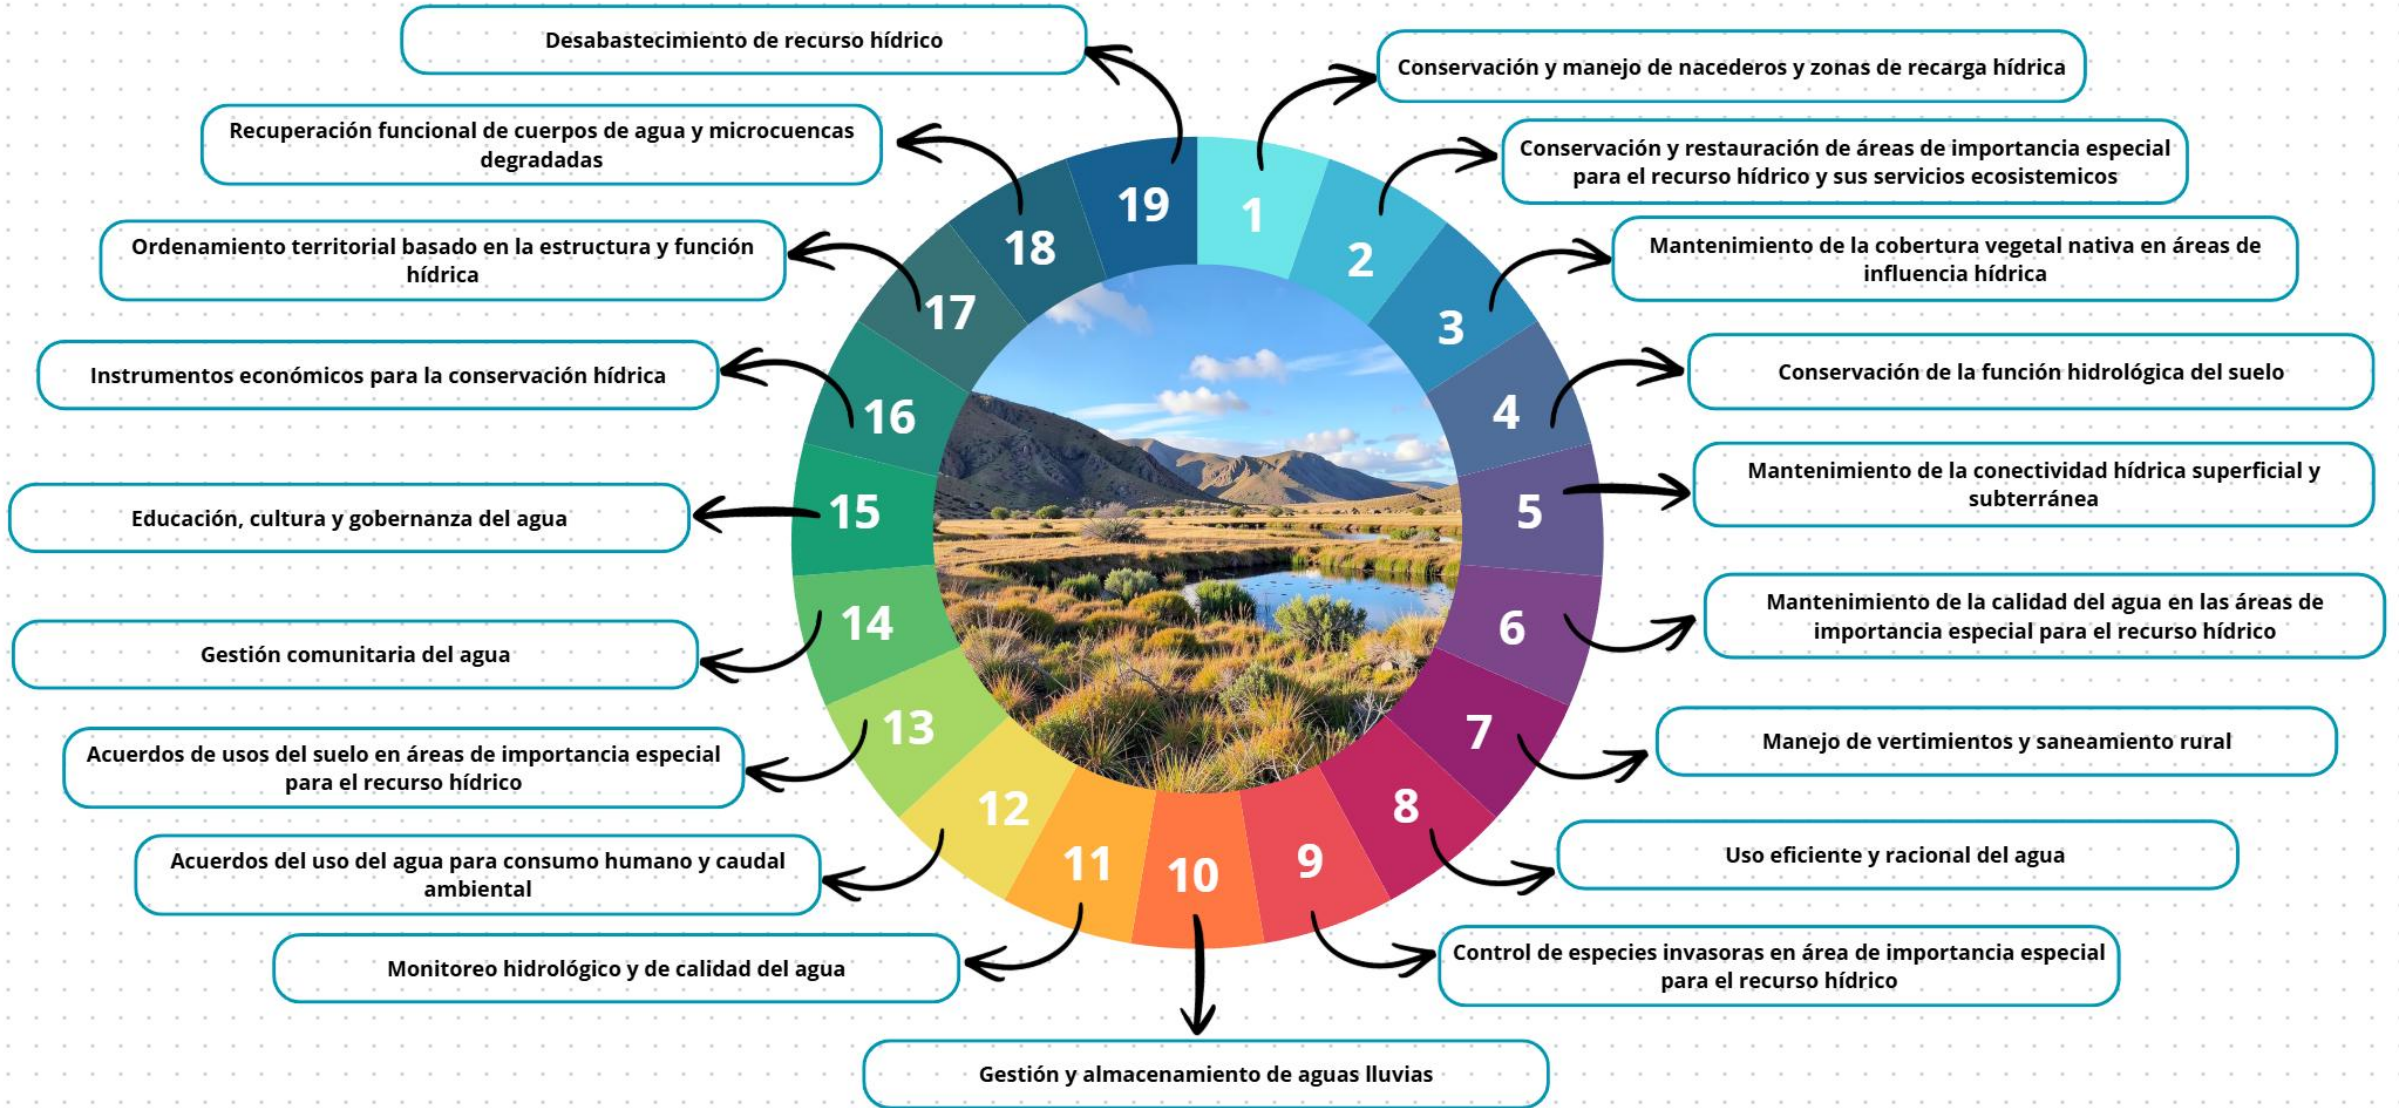 1
Conservación y manejo de nacederos y zonas de recarga hídrica
2
Conservación y restauración de áreas de importancia especial
para el recurso hídrico y sus servicios ecosistemicos
3
Mantenimiento de la cobertura vegetal nativa en áreas de
influencia hídrica
4
Conservación de la función hidrológica del suelo
5
Mantenimiento de la conectividad hídrica superficial y
subterránea
6
Mantenimiento de la calidad del agua en las áreas de
importancia especial para el recurso hídrico
7
Manejo de vertimientos y saneamiento rural
8
Uso eficiente y racional del agua
9
Control de especies invasoras en área de importancia especial
para el recurso hídrico
10
Gestión y almacenamiento de aguas lluvias
11
Monitoreo hidrológico y de calidad del agua
12
Acuerdos del uso del agua para consumo humano y caudal
ambiental
13
Acuerdos de usos del suelo en áreas de importancia especial
para el recurso hídrico
14
Gestión comunitaria del agua
15
Educación, cultura y gobernanza del agua
16
Instrumentos económicos para la conservación hídrica
17
Ordenamiento territorial basado en la estructura y función
hídrica
18
Recuperación funcional de cuerpos de agua y microcuencas
degradadas
19
Desabastecimiento de recurso hídrico